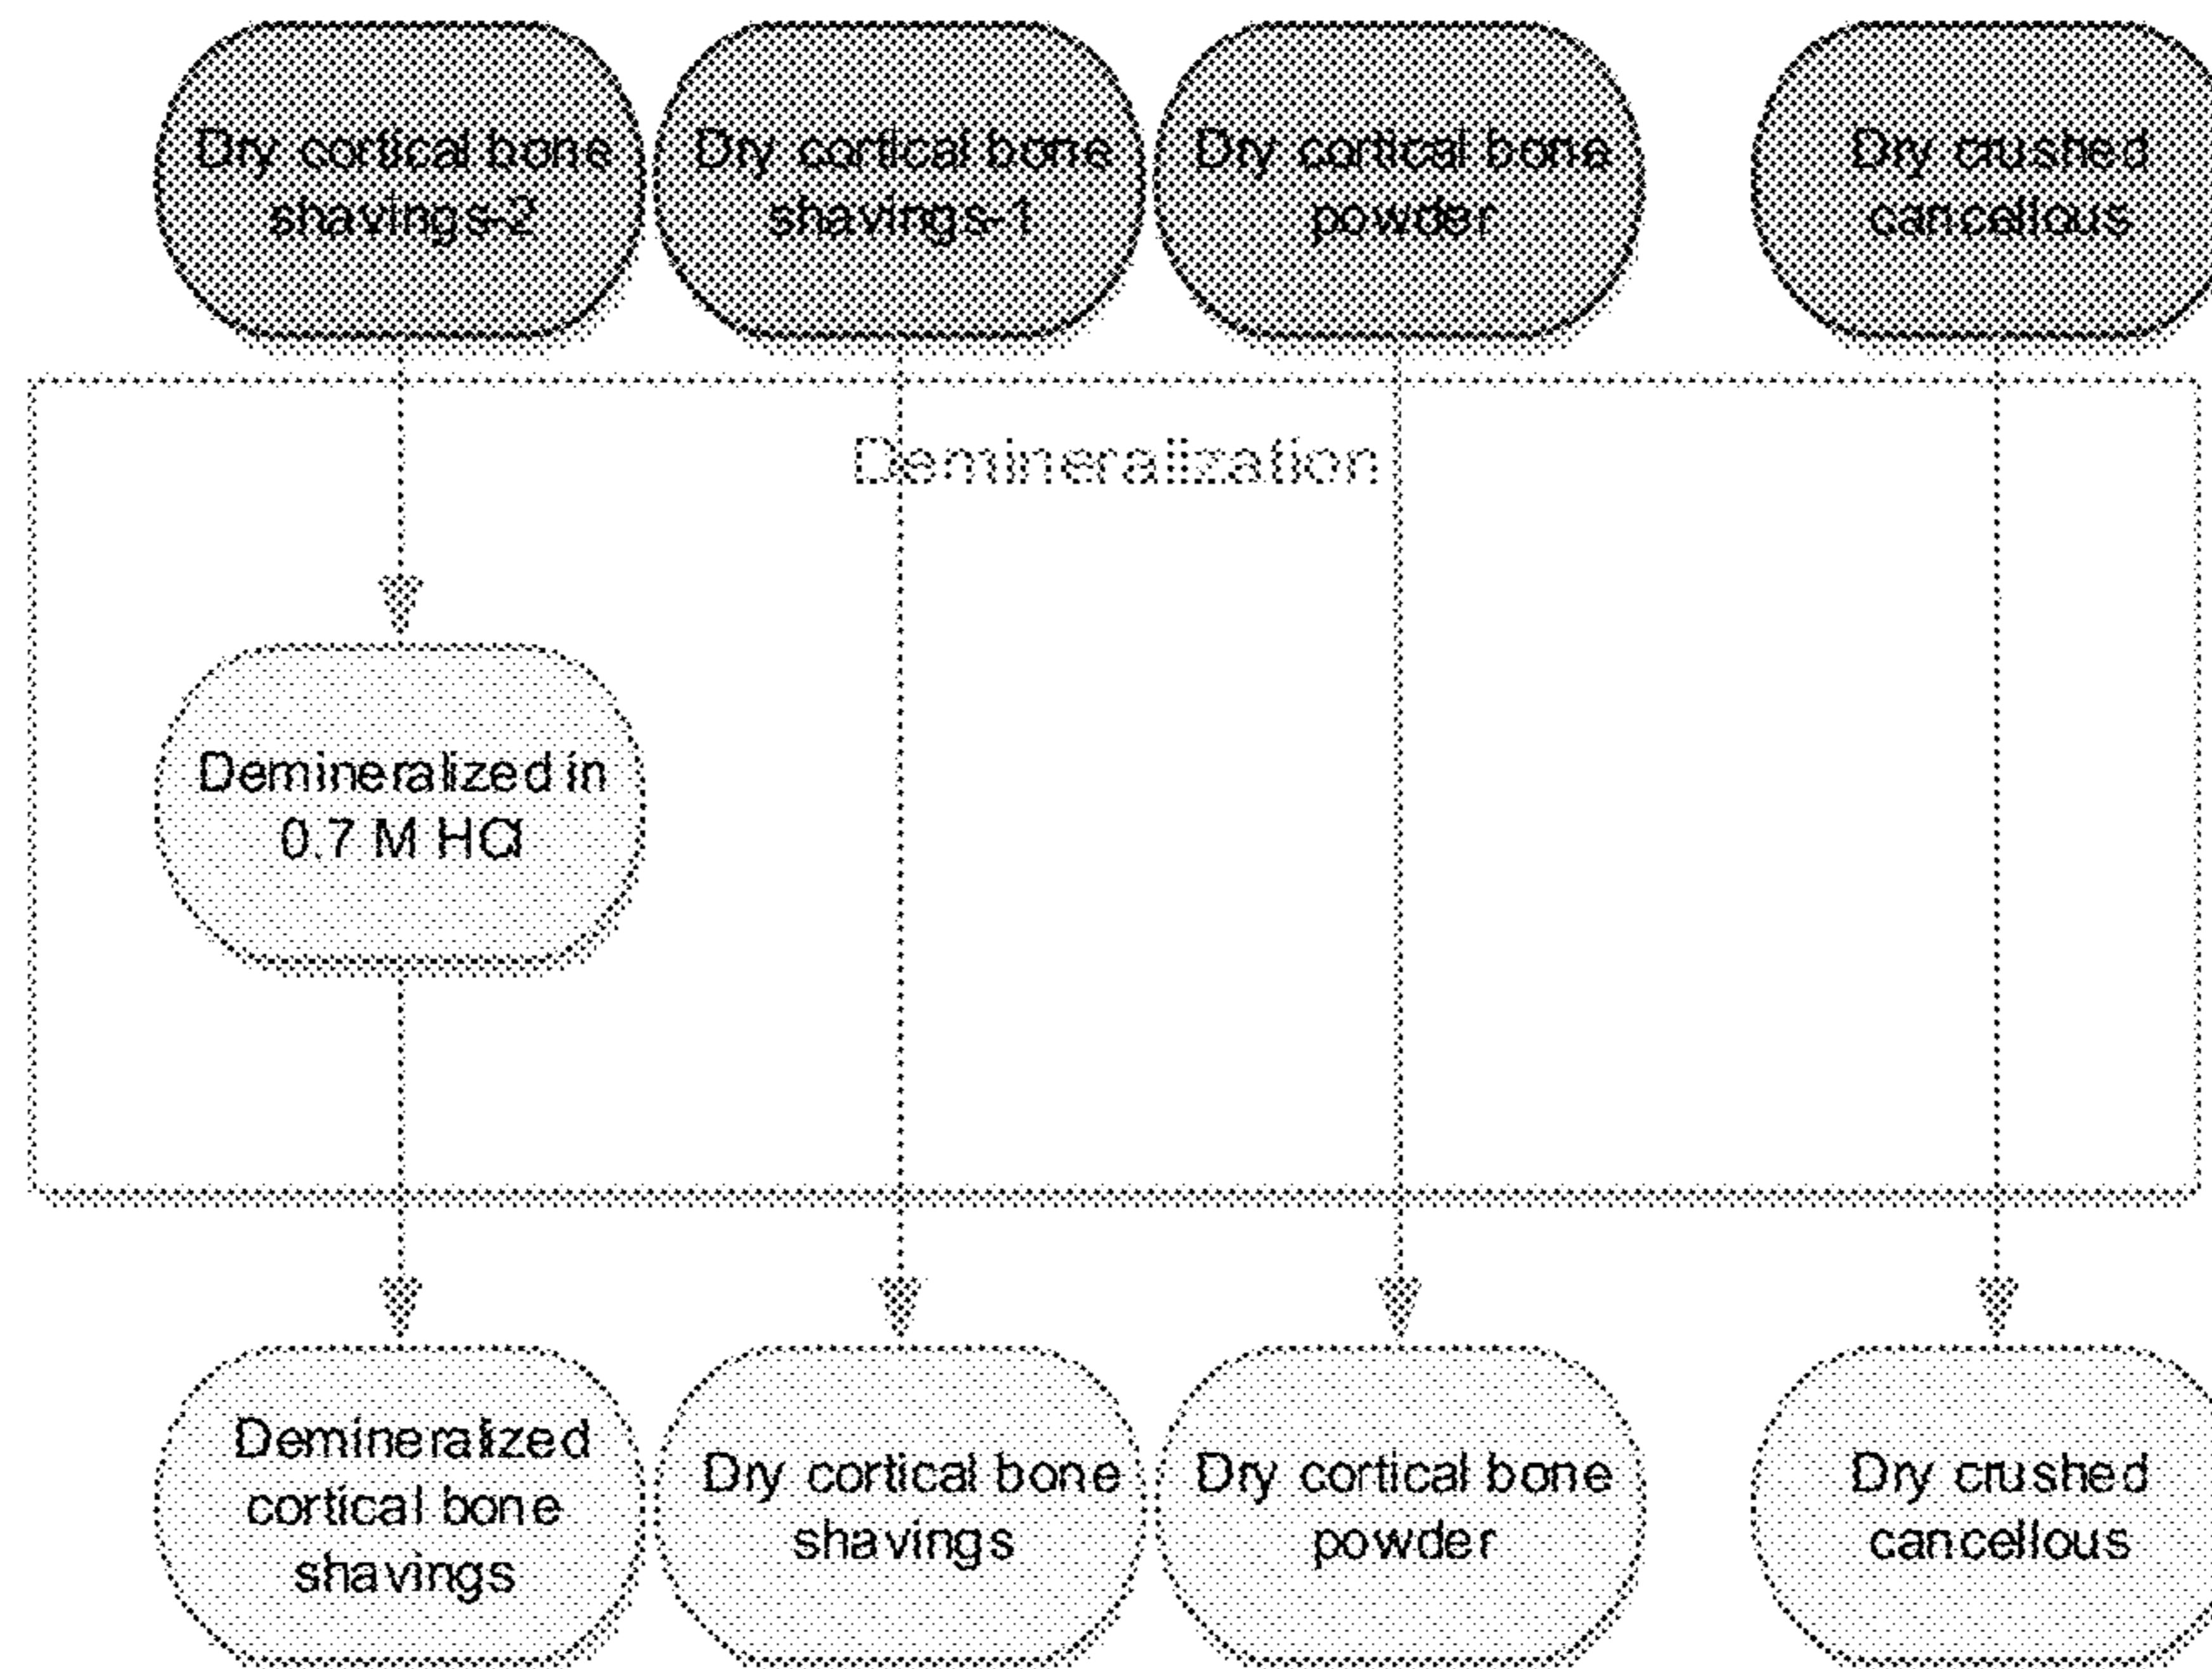 Dry cortical bone
shavings-2
Dry cortical bone
shavings-1
Dry cortical bone
powder
Dry crushed
cancellous
Demineralization
Demineralized in
0.7 M HCl
Demineralized
cortical bone
shavings
Dry cortical bone
shavings
Dry cortical bone
powder
Dry crushed
cancellous